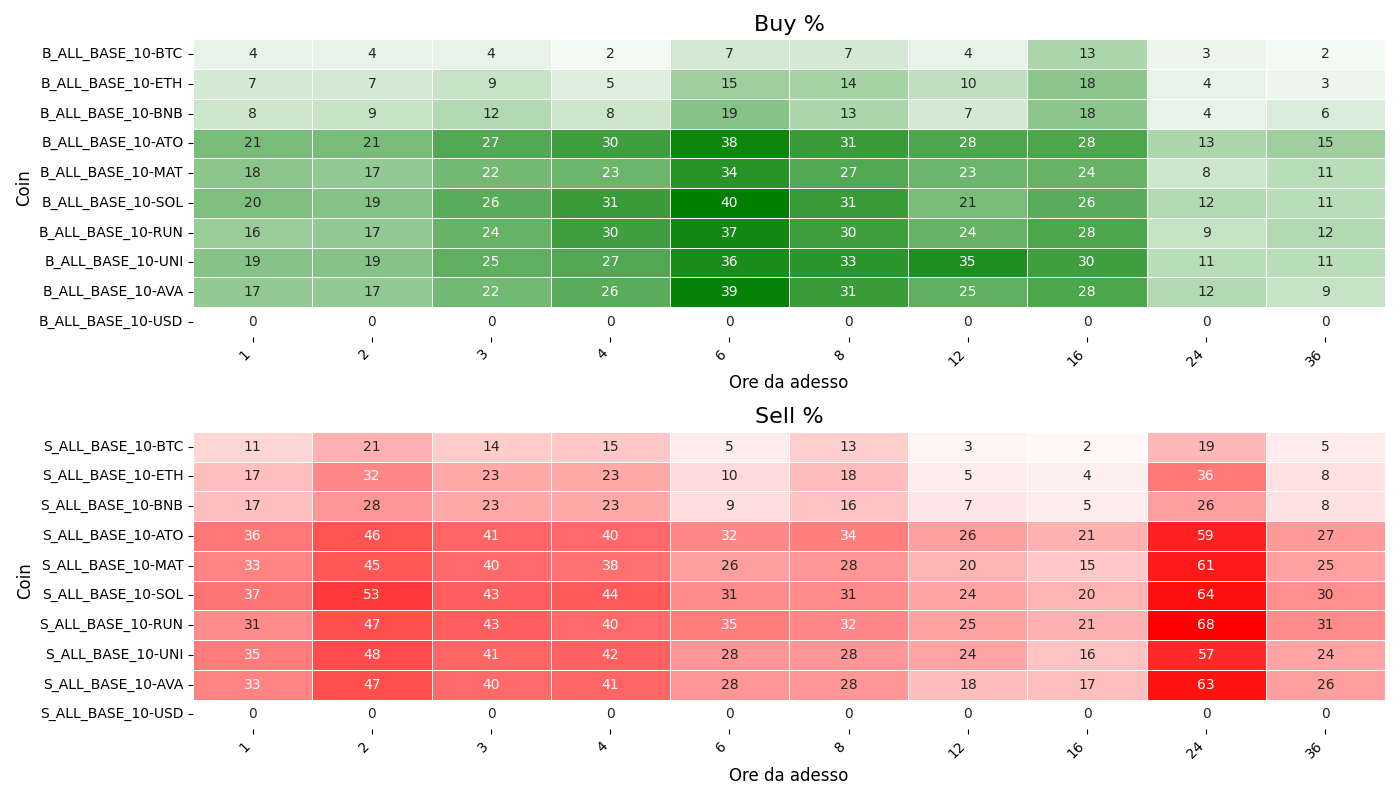 Buy %
Coin
B_ALL_BASE_10-BTC 4 4 4 2 7 7 4 13 3 2
B_ALL_BASE_10-ETH 7 7 9 5 15 14 10 18 4 3
B_ALL_BASE_10-BNB 8 9 12 8 19 13 7 18 4 6
B_ALL_BASE_10-ATO 21 21 27 30 38 31 28 28 13 15
B_ALL_BASE_10-MAT 18 17 22 23 34 27 23 24 8 11
B_ALL_BASE_10-SOL 20 19 26 31 40 31 21 26 12 11
B_ALL_BASE_10-RUN 16 17 24 30 37 30 24 28 9 12
B_ALL_BASE_10-UNI 19 19 25 27 36 33 35 30 11 11
B_ALL_BASE_10-AVA 17 17 22 26 39 31 25 28 12 9
B_ALL_BASE_10-USD 0 0 0 0 0 0 0 0 0 0
1 2 3 4 6 8 12 16 24 36
Ore da adesso
Sell %
Coin
S_ALL_BASE_10-BTC 11 21 14 15 5 13 3 2 19 5
S_ALL_BASE_10-ETH 17 32 23 23 10 18 5 4 36 8
S_ALL_BASE_10-BNB 17 28 23 23 9 16 7 5 26 8
S_ALL_BASE_10-ATO 36 46 41 40 32 34 26 21 59 27
S_ALL_BASE_10-MAT 33 45 40 38 26 28 20 15 61 25
S_ALL_BASE_10-SOL 37 53 43 44 31 31 24 20 64 30
S_ALL_BASE_10-RUN 31 47 43 40 35 32 25 21 68 31
S_ALL_BASE_10-UNI 35 48 41 42 28 28 24 16 57 24
S_ALL_BASE_10-AVA 33 47 40 41 28 28 18 17 63 26
S_ALL_BASE_10-USD 0 0 0 0 0 0 0 0 0 0
1 2 3 4 6 8 12 16 24 36
Ore da adesso